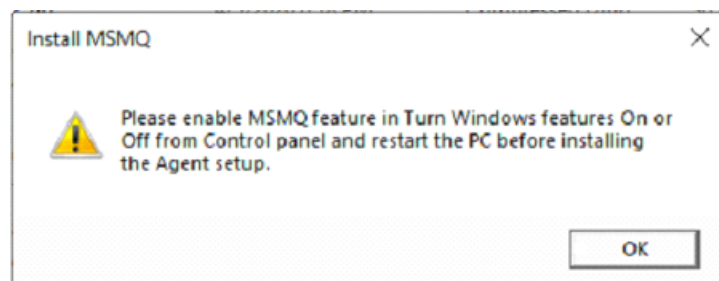 Install MSMQ
Please enable MSMQ feature in Turn Windows features On or
Off from Control panel and restart the PC before installing
the Agent setup.
OK